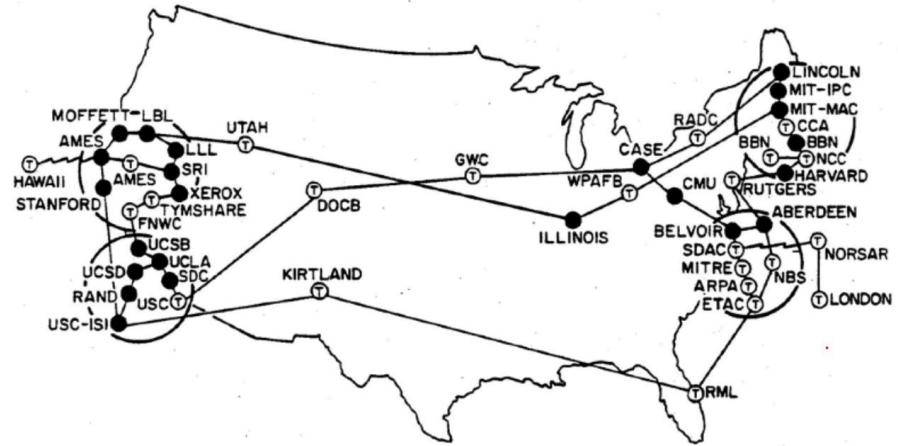 LINCOLN
MIT-IPC
MIT-MAC
MOFFETT LBL
RADC
UTAH
CCA
AMES
LLL
BBN
BBN
CASE
GWC
NCC
T
HAWAII
AMES
SRI
WPAFB
HARVARD
XEROX
CMU
RUTGERS
STANFORD
TYMSHARE
DOCB
FNWC
ABERDEEN
ILLINOIS
BELVOIR
UCSB
SDAC
NORSAR
UCLA
UCSD
KIRTLAND
MITRE
NBS
SDC
ARPA
RAND
USC
ETAC
LONDON
USC-ISI
RML